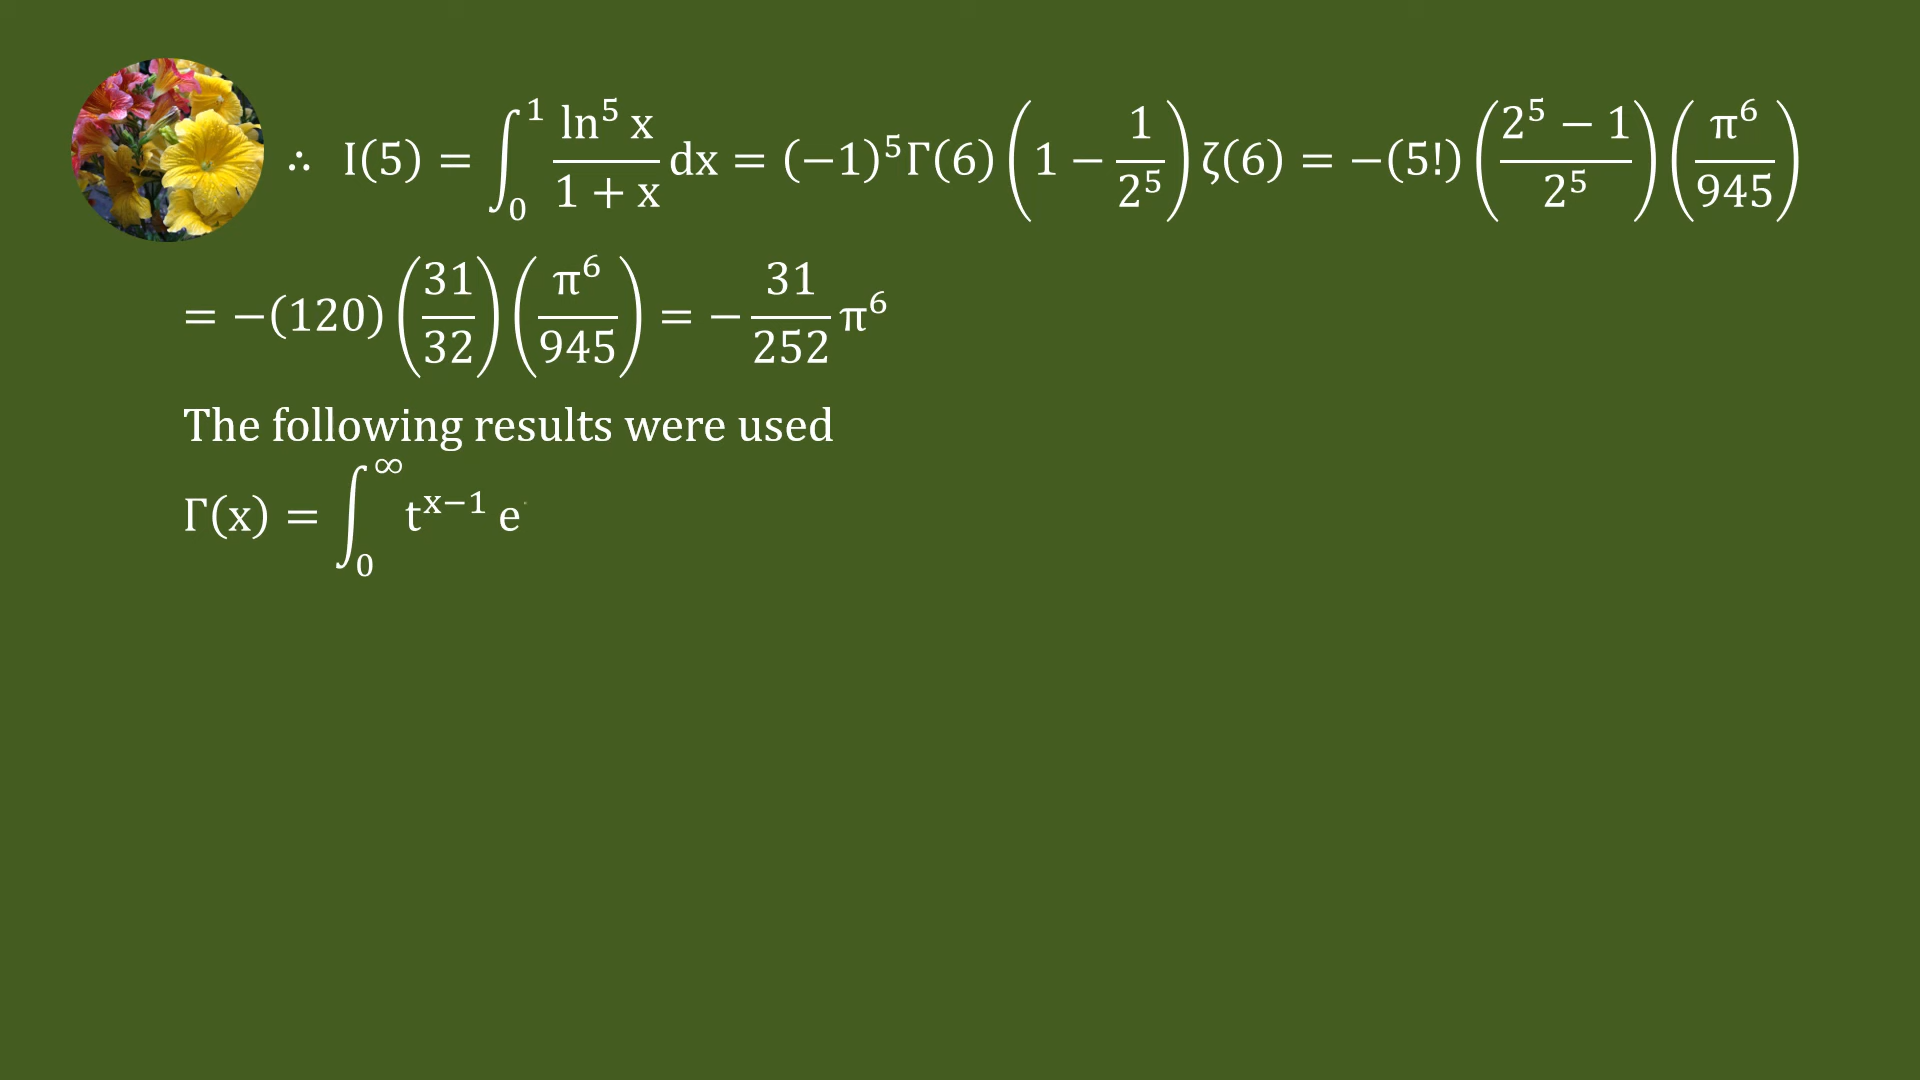 ∴ I(5) = ∫₀¹ ln⁵ x / (1 + x) dx = (−1)⁵Γ(6)(1 − 1/2⁵)ζ(6) = −(5!)((2⁵ − 1)/2⁵)(π⁶/945)
= −(120)(31/32)(π⁶/945) = −31/252 π⁶
The following results were used
Γ(x) = ∫₀^∞ t^(x−1) e